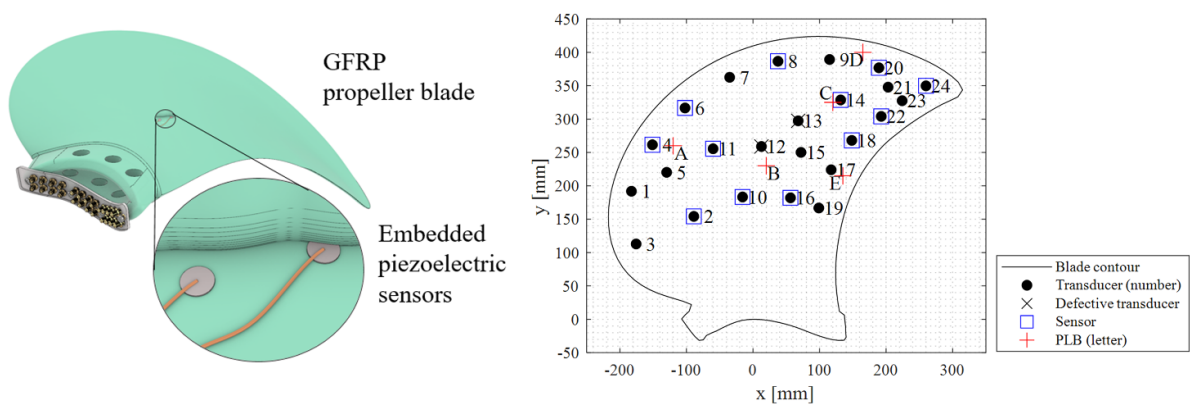 GFRP
propeller blade
Embedded
piezoelectric
sensors
450
400
350
300
250
200
150
100
50
0
-50
y [mm]
-200 -100 0 100 200 300
x [mm]
8
9 D
20
7
21 24
C 14 23
6
22
13
18
4 A 11 12 15
5 B 17
E
1
10 16
2 19
3
Blade contour
Transducer (number)
Defective transducer
Sensor
PLB (letter)